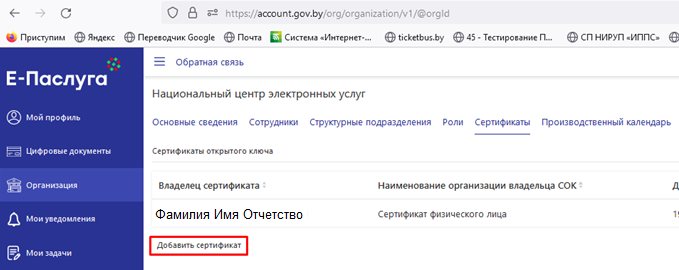 https://account.gov.by/org/organization/v1/@orgId
Приступим Яндекс Переводчик Google Почта Система «Интернет-... ticketbus.by 45 - Тестирование П... СП НИРУП «ИППС»
Е-Паслуга
Обратная связь
Национальный центр электронных услуг
Мой профиль
Основные сведения Сотрудники Структурные подразделения Роли Сертификаты Производственный календарь
Цифровые документы
Сертификаты открытого ключа
Организация
Владелец сертификата Наименование организации владельца СОК Д
Мои уведомления
Фамилия Имя Отчетство Сертификат физического лица 19
Мои задачи
Добавить сертификат